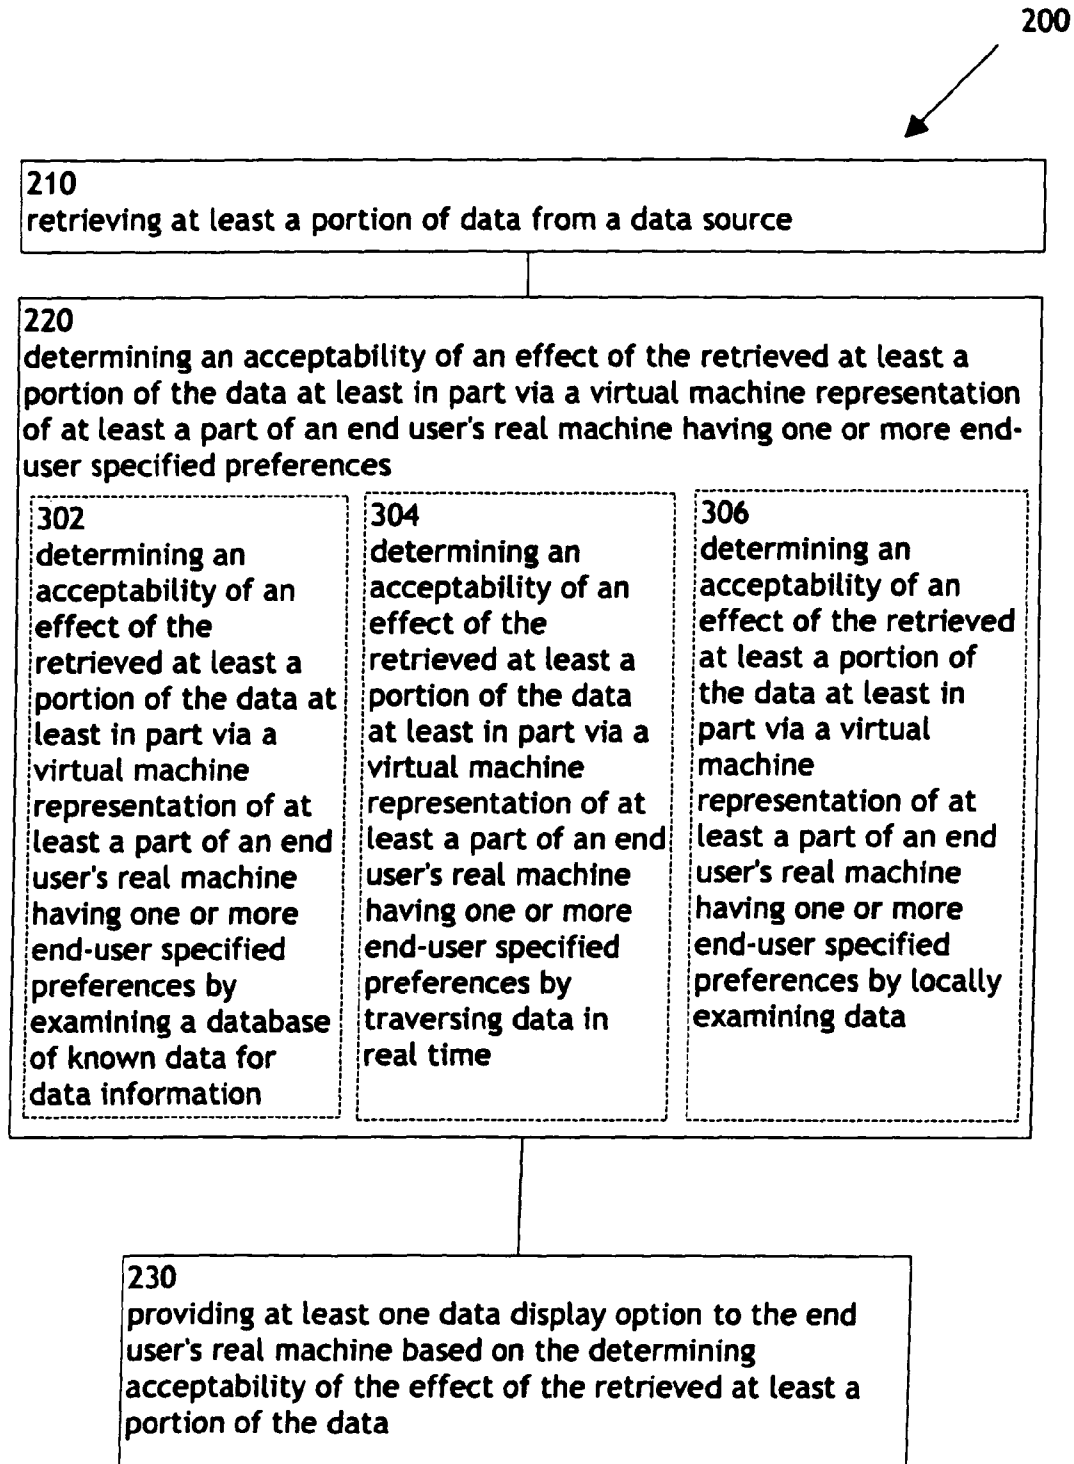 200
210
retrieving at least a portion of data from a data source
220
determining an acceptability of an effect of the retrieved at least a
portion of the data at least in part via a virtual machine representation
of at least a part of an end user's real machine having one or more end-
user specified preferences
302
determining an
acceptability of an
effect of the
retrieved at least a
portion of the data at
least in part via a
virtual machine
representation of at
least a part of an end
user's real machine
having one or more
end-user specified
preferences by
examining a database
of known data for
data information
304
determining an
acceptability of an
effect of the
retrieved at least a
portion of the data
at least in part via a
virtual machine
representation of at
least a part of an end
user's real machine
having one or more
end-user specified
preferences by
traversing data in
real time
306
determining an
acceptability of an
effect of the retrieved
at least a portion of
the data at least in
part via a virtual
machine
representation of at
least a part of an end
user's real machine
having one or more
end-user specified
preferences by locally
examining data
230
providing at least one data display option to the end
user's real machine based on the determining
acceptability of the effect of the retrieved at least a
portion of the data